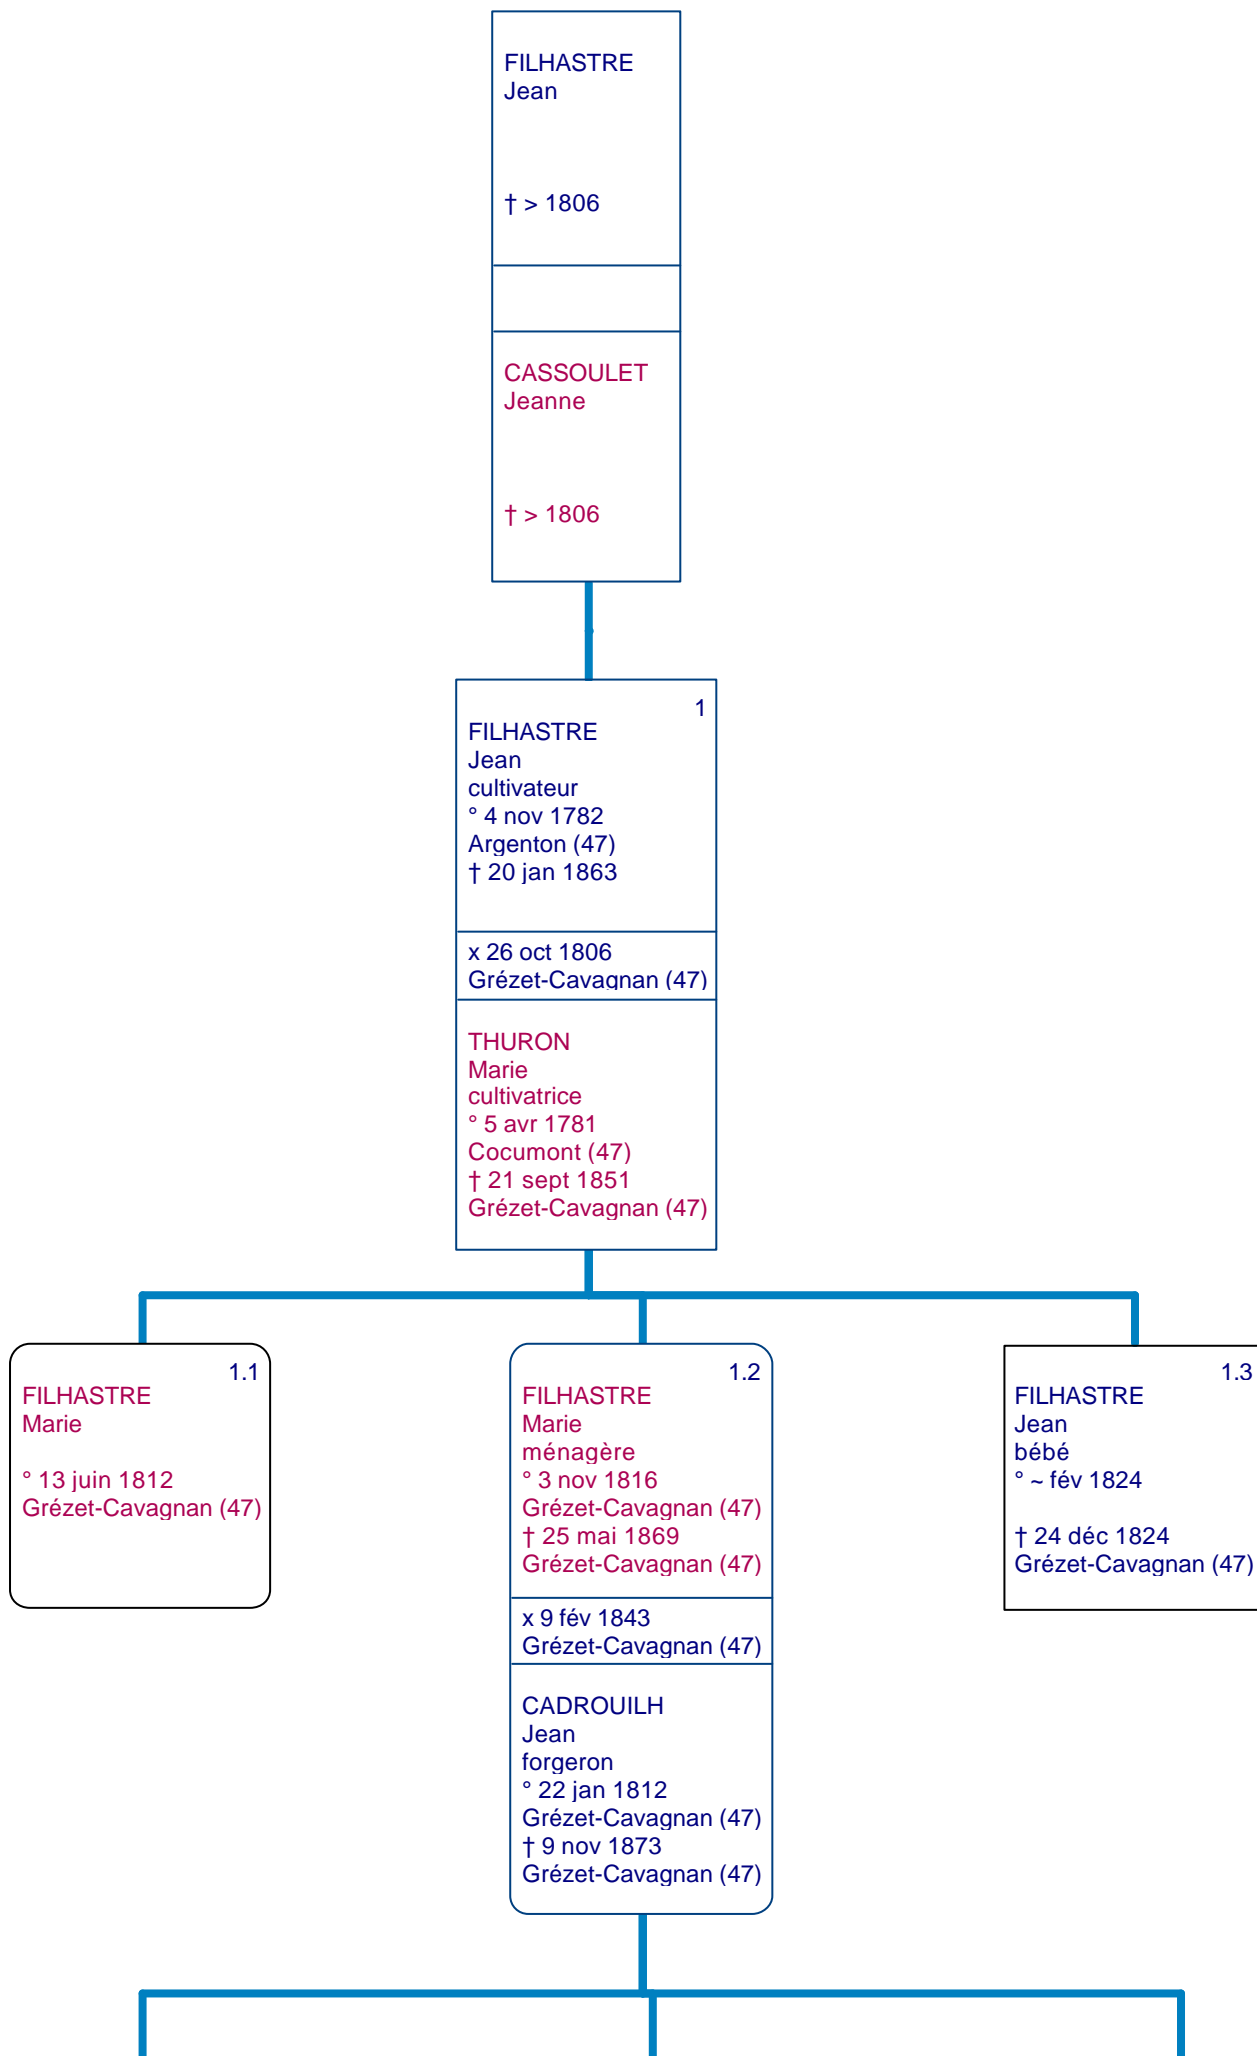 FILHASTRE
Jean
† > 1806
CASSOULET
Jeanne
† > 1806
1
FILHASTRE
Jean
cultivateur
° 4 nov 1782
Argenton (47)
† 20 jan 1863
x 26 oct 1806
Grézet-Cavagnan (47)
THURON
Marie
cultivatrice
° 5 avr 1781
Cocumont (47)
† 21 sept 1851
Grézet-Cavagnan (47)
1.1
FILHASTRE
Marie
° 13 juin 1812
Grézet-Cavagnan (47)
1.2
FILHASTRE
Marie
ménagère
° 3 nov 1816
Grézet-Cavagnan (47)
† 25 mai 1869
Grézet-Cavagnan (47)
x 9 fév 1843
Grézet-Cavagnan (47)
CADROUILH
Jean
forgeron
° 22 jan 1812
Grézet-Cavagnan (47)
† 9 nov 1873
Grézet-Cavagnan (47)
1.3
FILHASTRE
Jean
bébé
° ~ fév 1824
† 24 déc 1824
Grézet-Cavagnan (47)